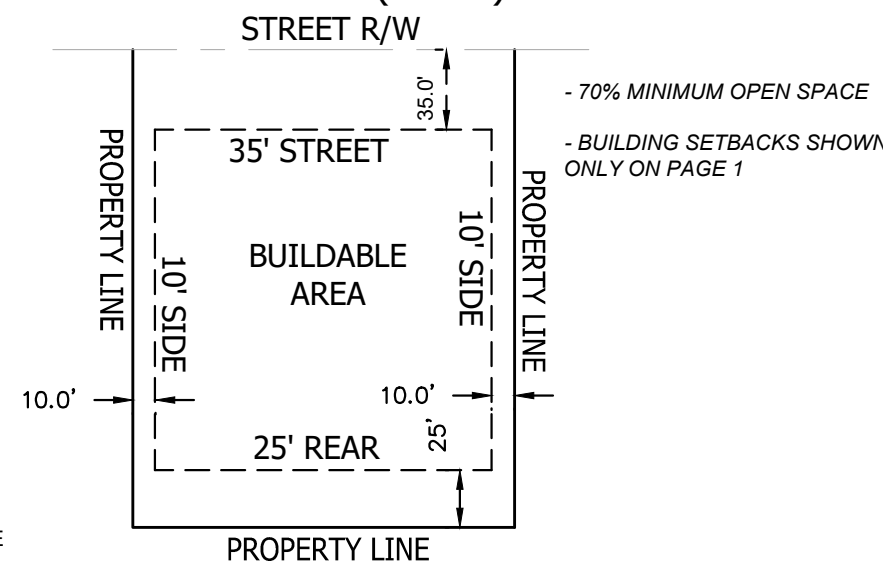 STREET R/W
35.0'
- 70% MINIMUM OPEN SPACE
- BUILDING SETBACKS SHOWN
ONLY ON PAGE 1
35' STREET
PROPERTY LINE
10' SIDE
BUILDABLE
AREA
10' SIDE
PROPERTY LINE
10.0'
10.0'
25' REAR
25'
E
PROPERTY LINE